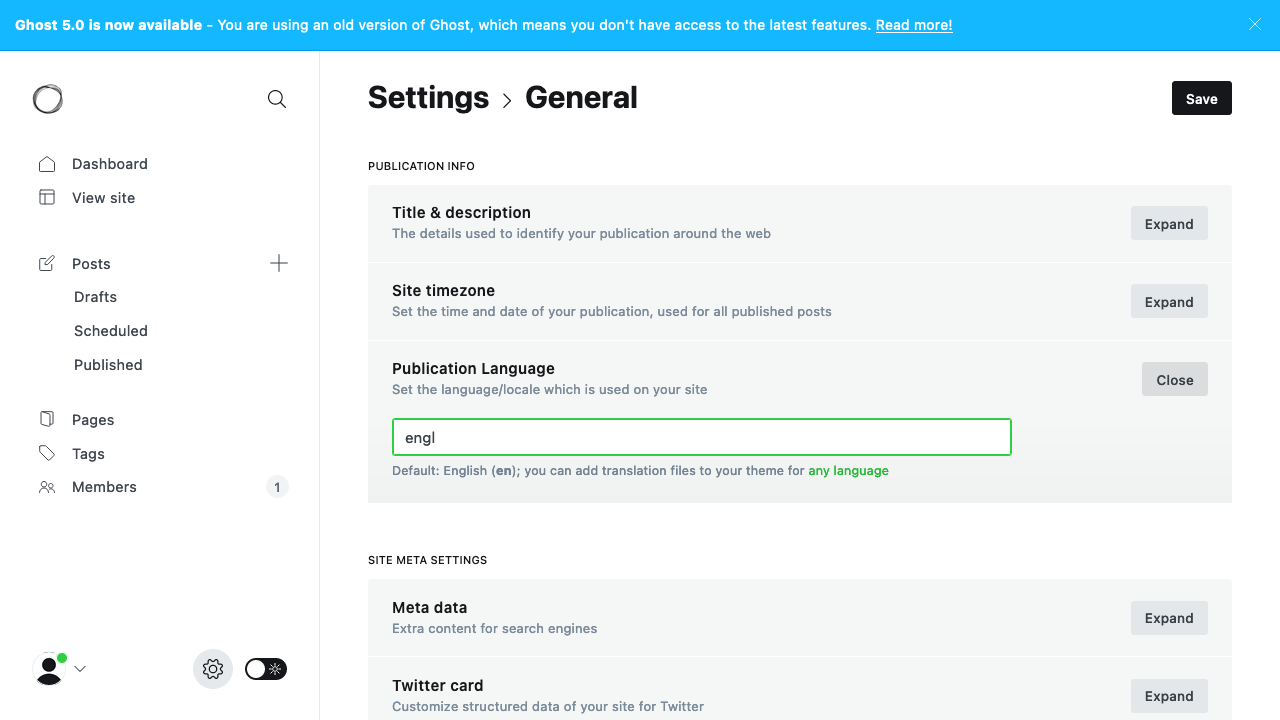 Ghost 5.0 is now available - You are using an old version of Ghost, which means you don't have access to the latest features. Read more!
Settings > General
Save
Dashboard
View site
Posts
Drafts
Scheduled
Published
Pages
Tags
Members
1
PUBLICATION INFO
Title & description
The details used to identify your publication around the web
Expand
Site timezone
Set the time and date of your publication, used for all published posts
Expand
Publication Language
Set the language/locale which is used on your site
Close
engl
Default: English (en); you can add translation files to your theme for any language
SITE META SETTINGS
Meta data
Extra content for search engines
Expand
Twitter card
Customize structured data of your site for Twitter
Expand